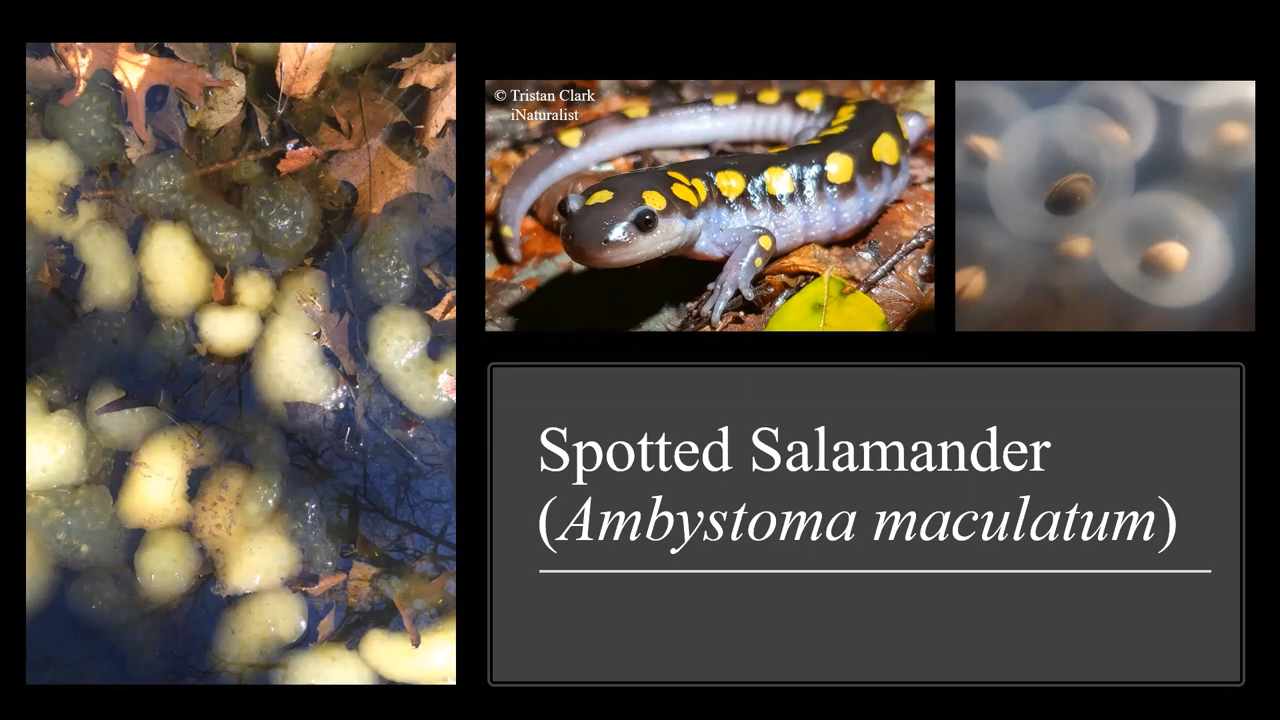 © Tristan Clark
iNaturalist
Spotted Salamander
(Ambystoma maculatum)